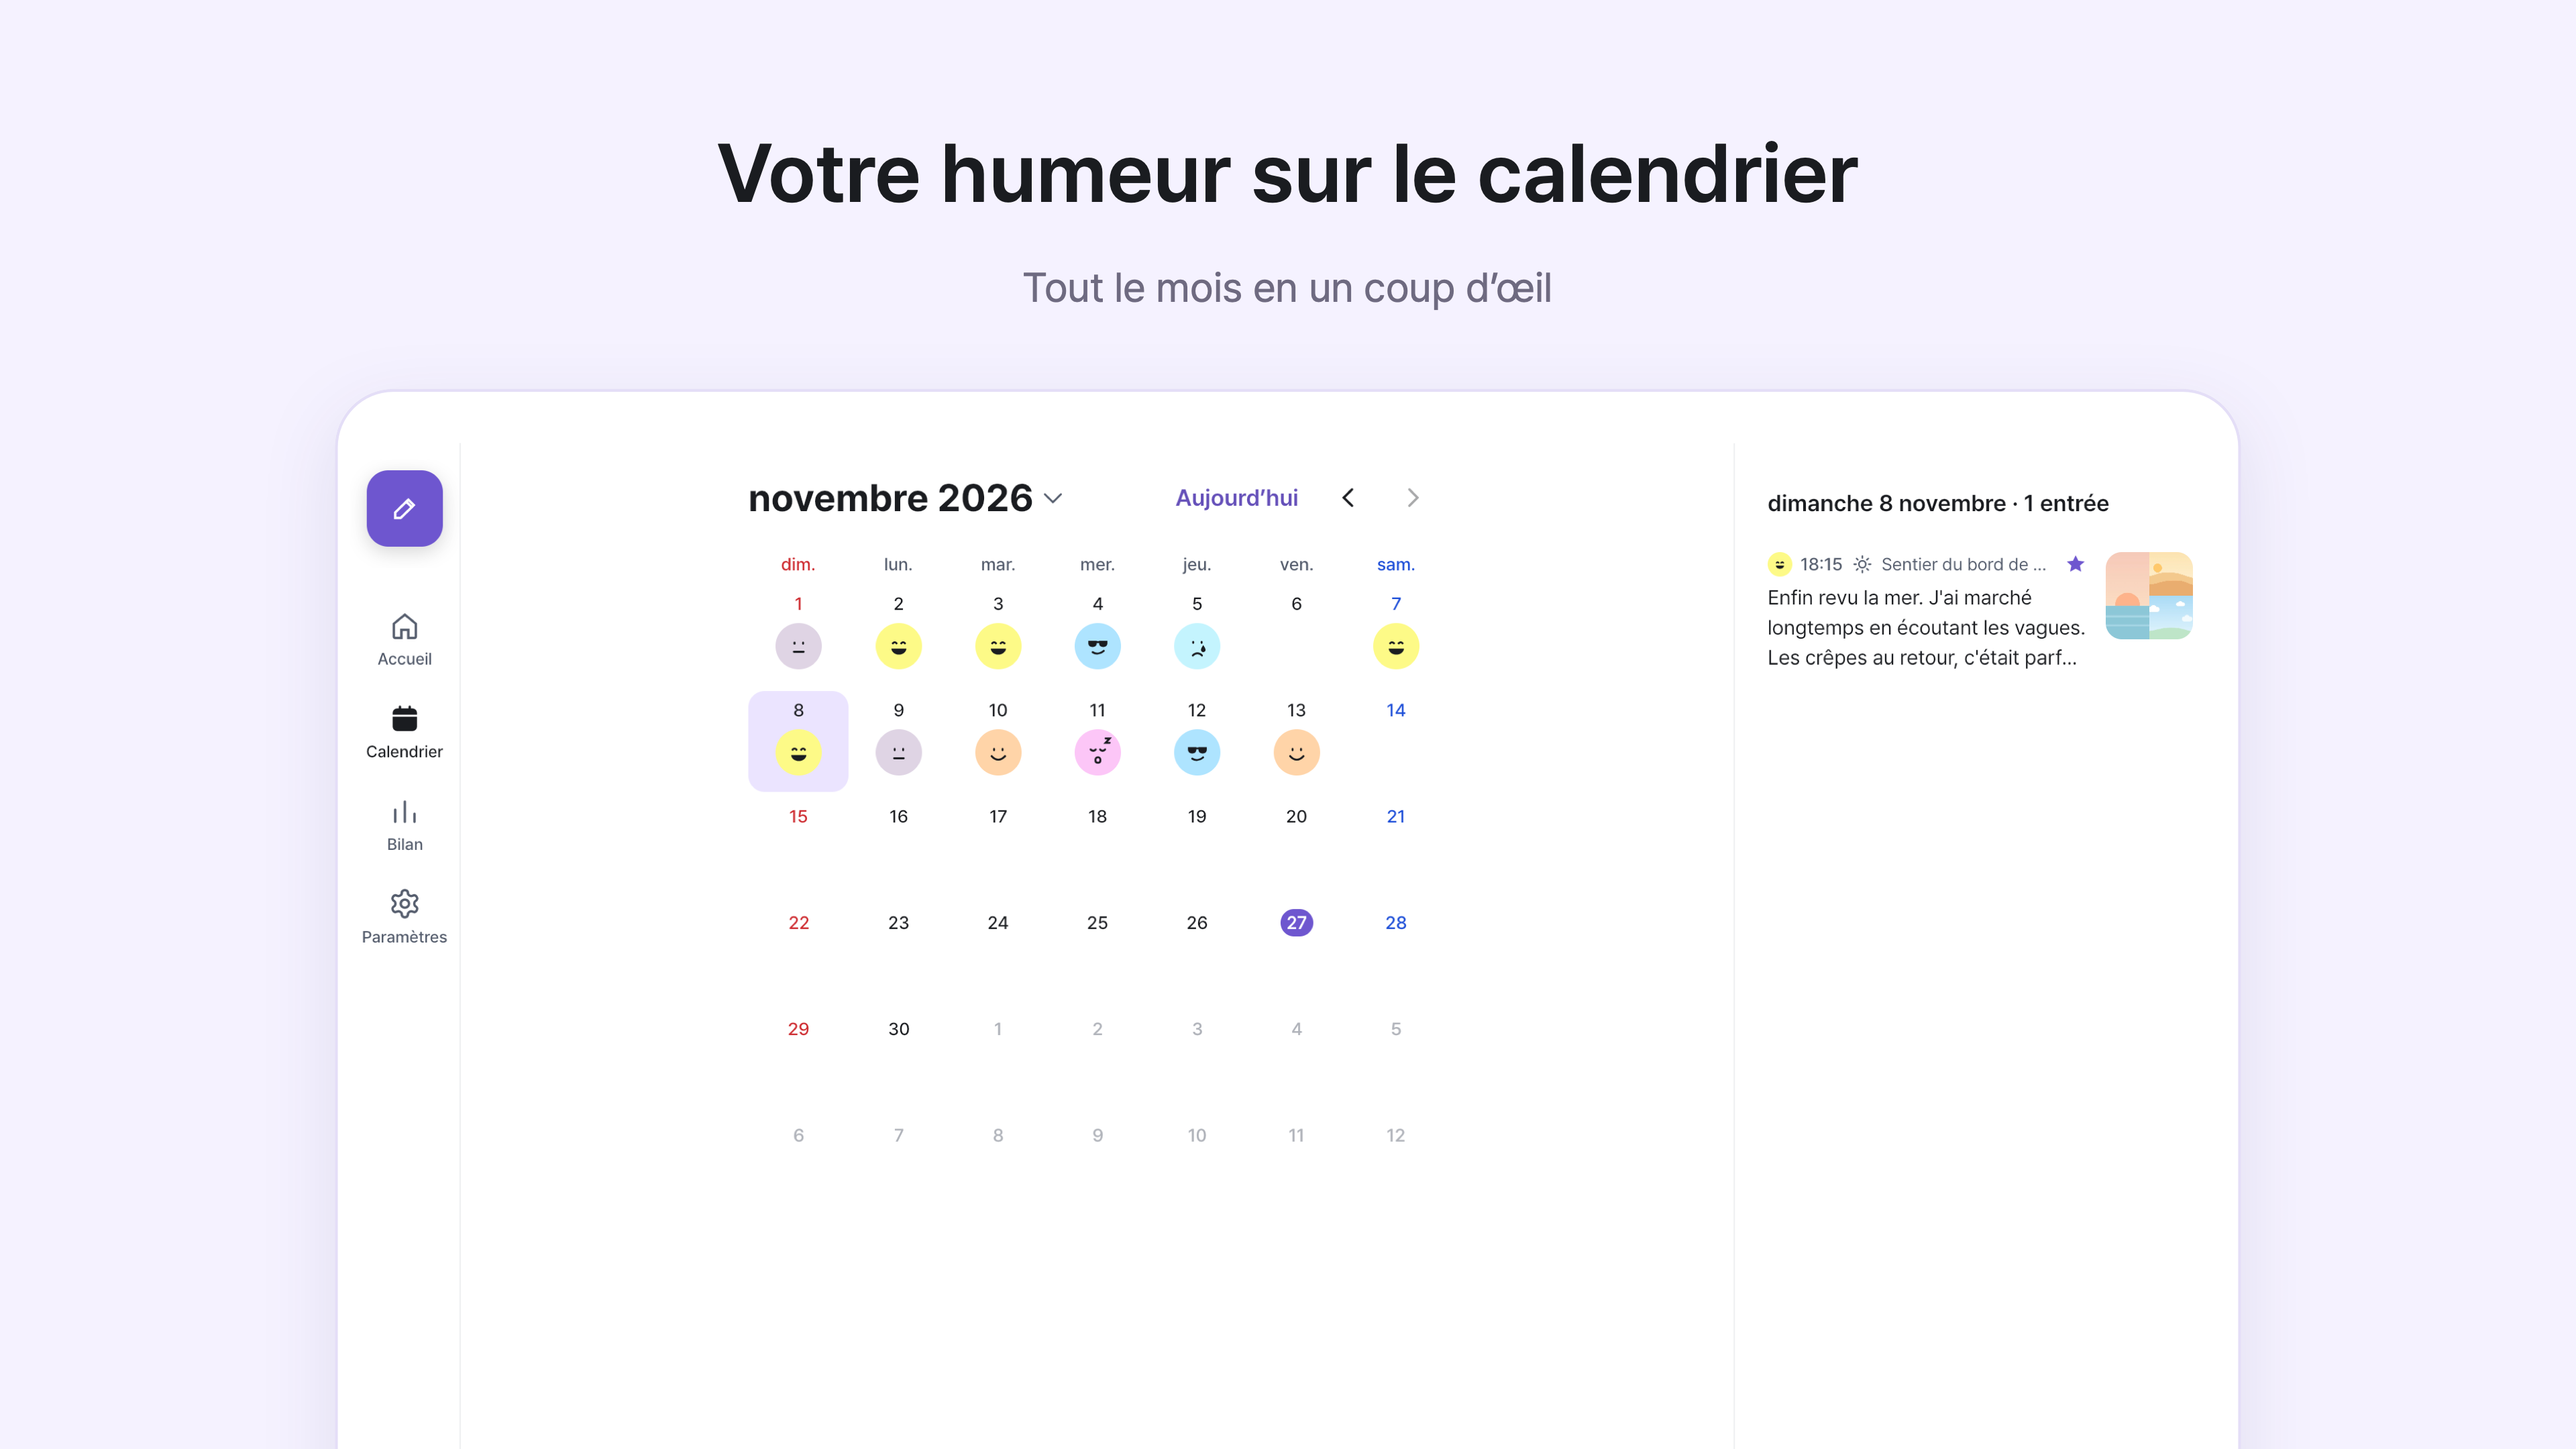 Votre humeur sur le calendrier
Tout le mois en un coup d’œil
Accueil
Calendrier
Bilan
Paramètres
novembre 2026
Aujourd’hui
dim. lun. mar. mer. jeu. ven. sam.
1 2 3 4 5 6 7
8 9 10 11 12 13 14
15 16 17 18 19 20 21
22 23 24 25 26 27 28
29 30 1 2 3 4 5
6 7 8 9 10 11 12
dimanche 8 novembre · 1 entrée
18:15 Sentier du bord de ...
Enfin revu la mer. J'ai marché
longtemps en écoutant les vagues.
Les crêpes au retour, c'était parf...